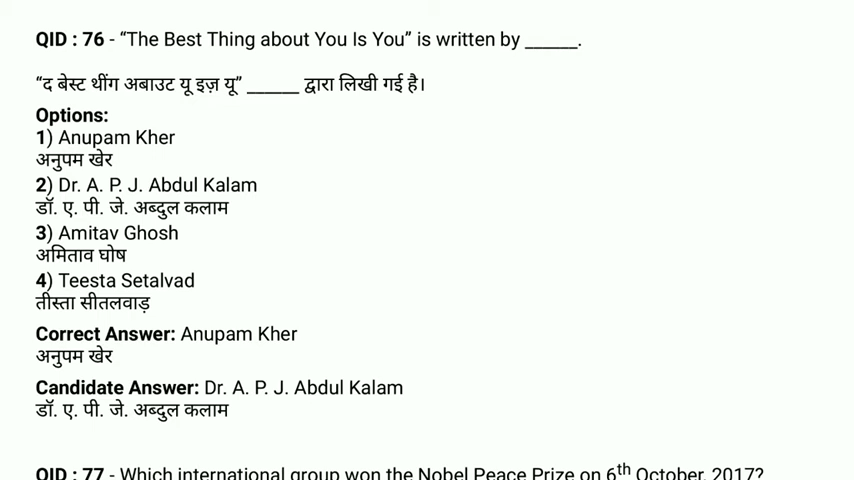 QID : 76 - “The Best Thing about You Is You” is written by ______.
“द बेस्ट थींग अबाउट यू इज़ यू” ______ द्वारा लिखी गई है।
Options:
1) Anupam Kher
अनुपम खेर
2) Dr. A. P. J. Abdul Kalam
डॉ. ए. पी. जे. अब्दुल कलाम
3) Amitav Ghosh
अमिताव घोष
4) Teesta Setalvad
तीस्ता सीतलवाड़
Correct Answer: Anupam Kher
अनुपम खेर
Candidate Answer: Dr. A. P. J. Abdul Kalam
डॉ. ए. पी. जे. अब्दुल कलाम
QID : 77 - Which international group won the Nobel Peace Prize on 6th October, 2017?